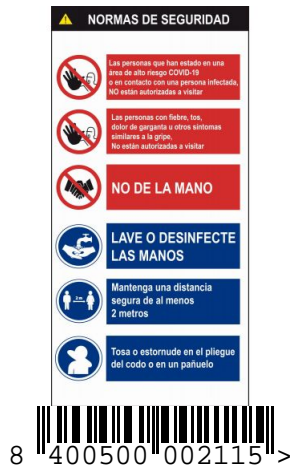 NORMAS DE SEGURIDAD
Las personas que han estado en una
área de alto riesgo COVID-19
o en contacto con una persona infectada,
NO están autorizadas a visitar
Las personas con fiebre, tos,
dolor de garganta u otros síntomas
similares a la gripe,
No están autorizadas a visitar
NO DE LA MANO
LAVE O DESINFECTE
LAS MANOS
Mantenga una distancia
segura de al menos
2 metros
Tosa o estornude en el pliegue
del codo o en un pañuelo
8 400500 002115 >